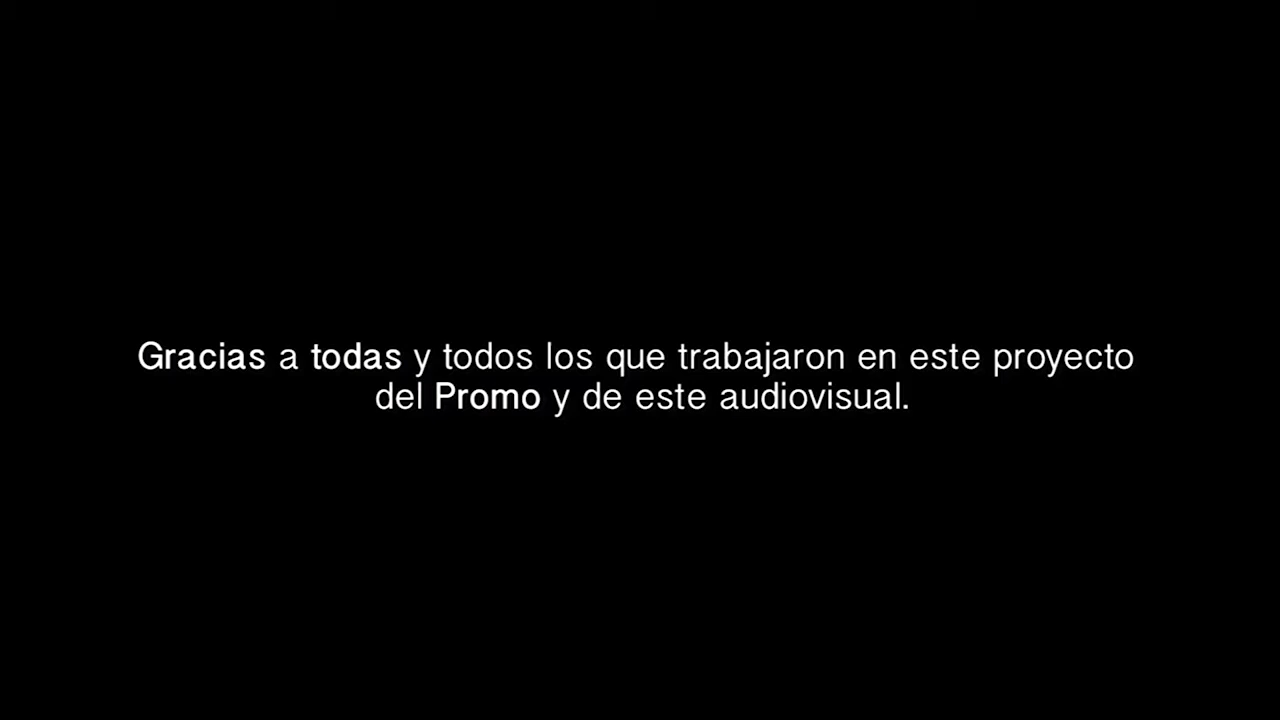 Gracias a todas y todos los que trabajaron en este proyecto
del Promo y de este audiovisual.